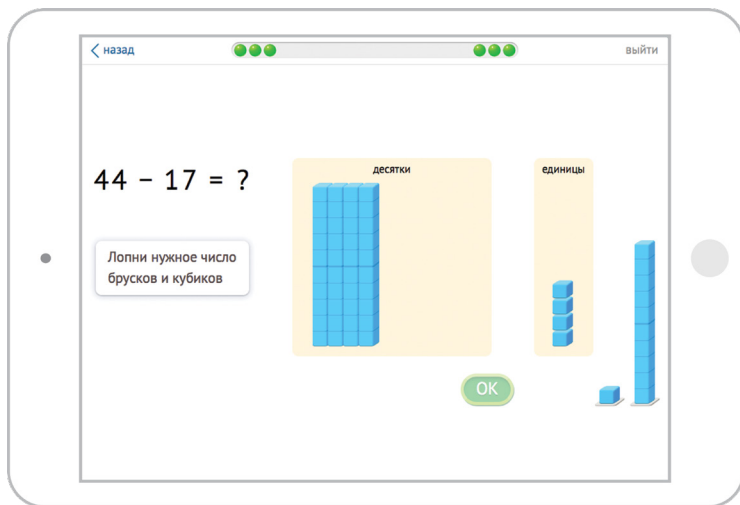 назад
выйти
44 – 17 = ?
десятки
единицы
Лопни нужное число
брусков и кубиков
OK